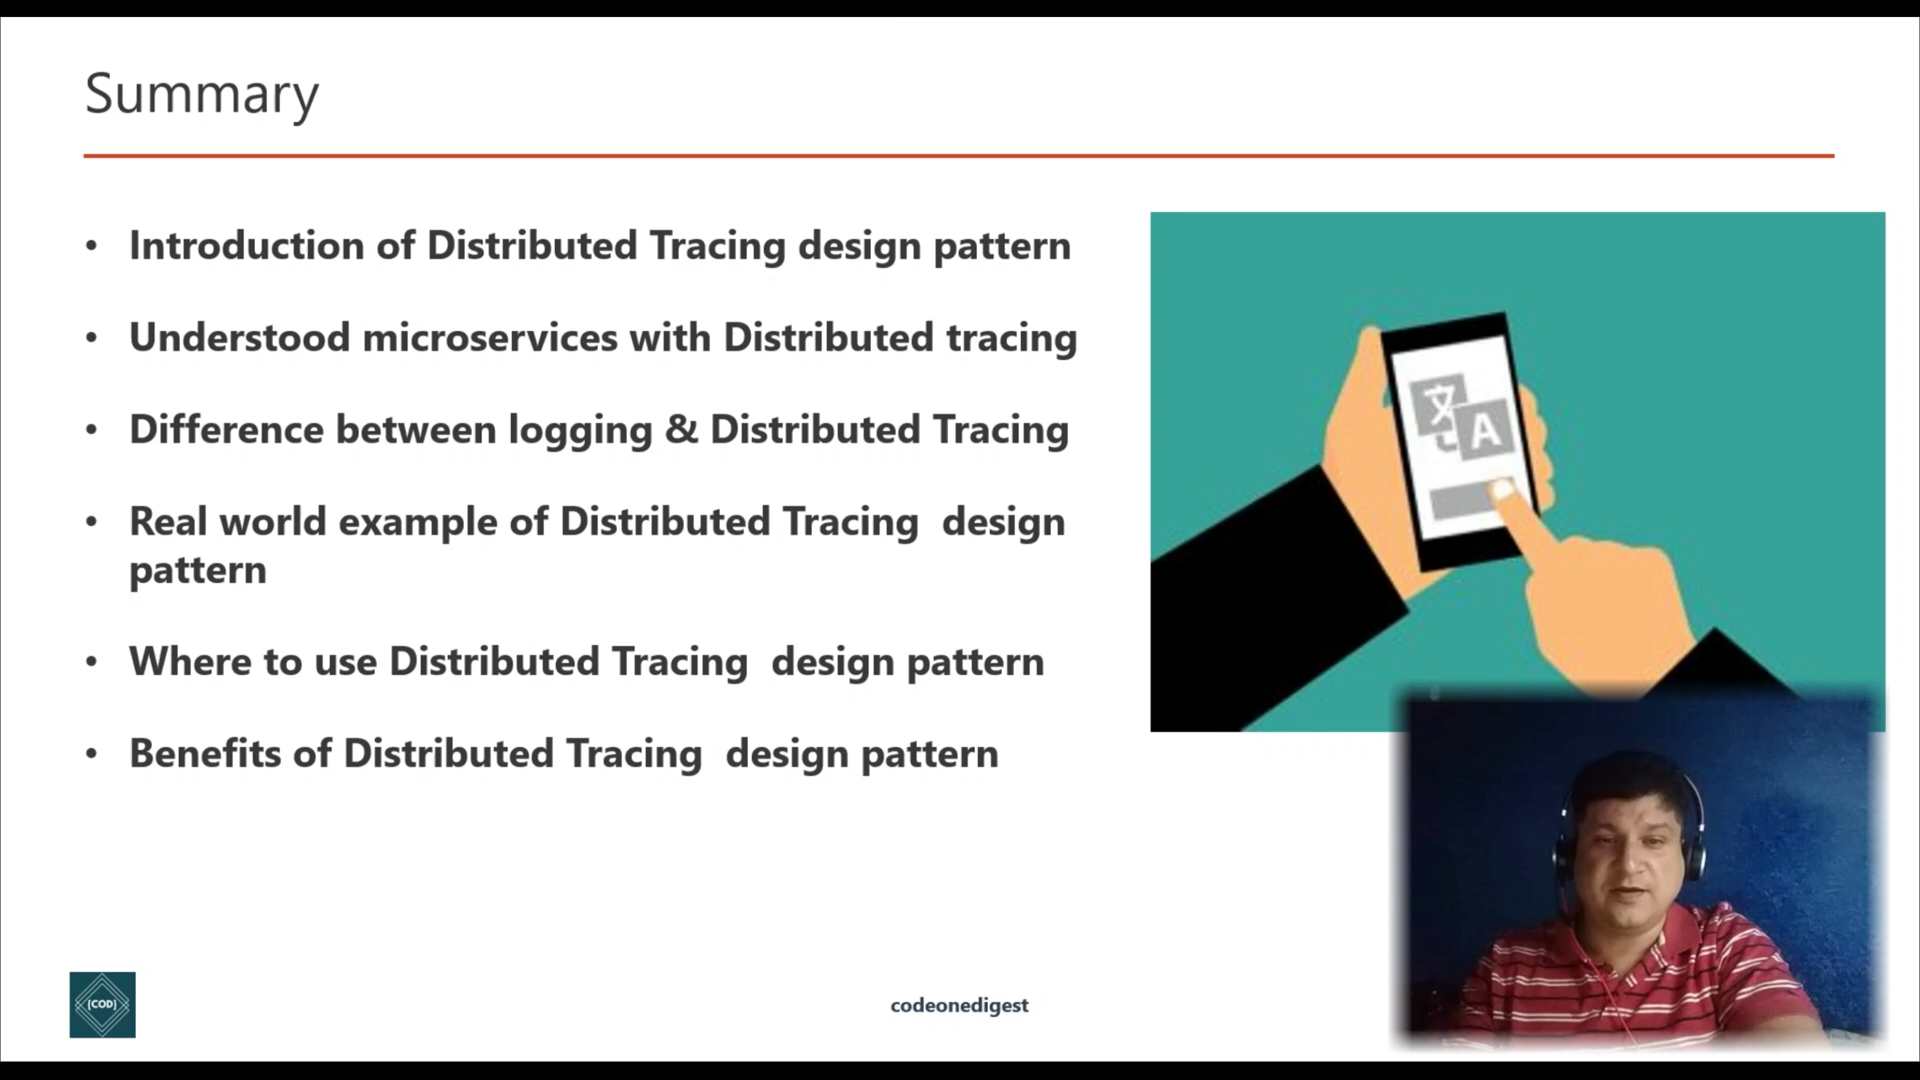 Summary
• Introduction of Distributed Tracing design pattern
• Understood microservices with Distributed tracing
• Difference between logging & Distributed Tracing
• Real world example of Distributed Tracing  design
pattern
• Where to use Distributed Tracing  design pattern
• Benefits of Distributed Tracing  design pattern
文
A
{COD}
codeonedigest